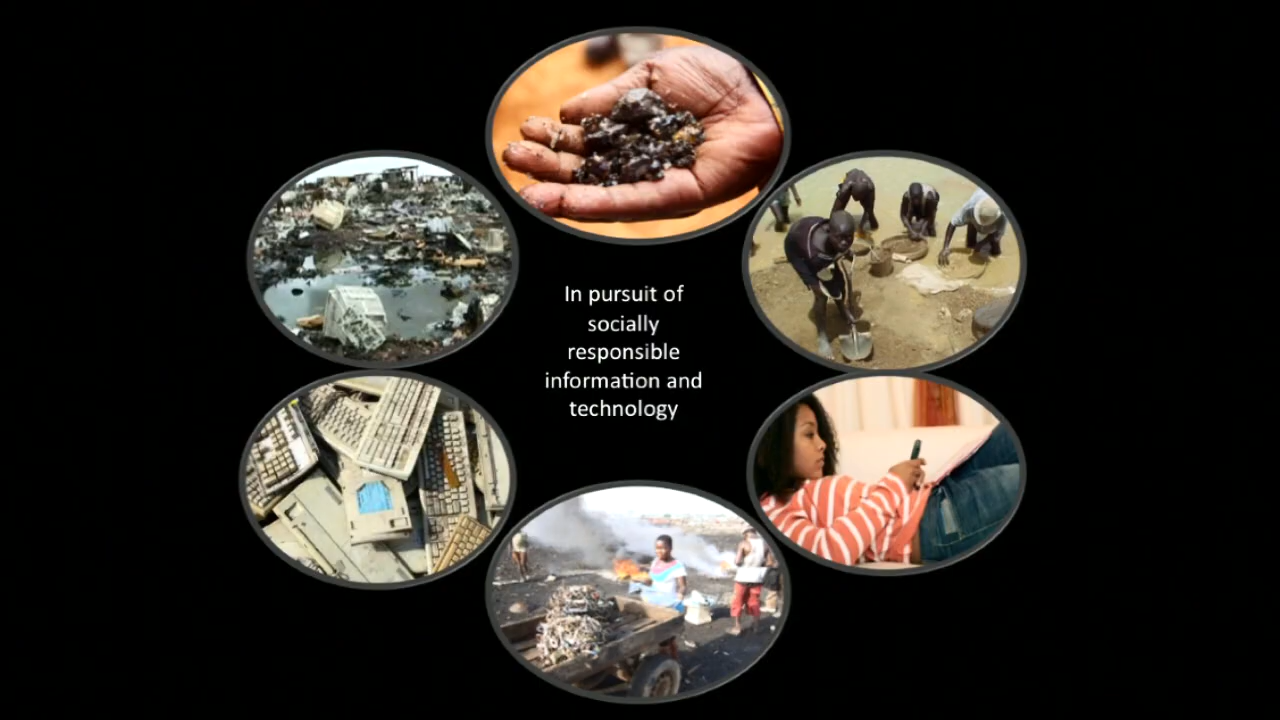 In pursuit of
socially
responsible
information and
technology